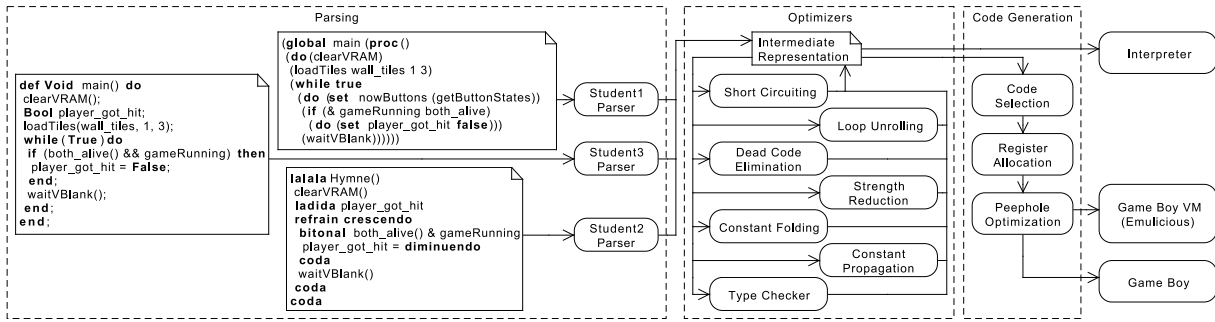 Parsing
def Void main() do
clearVRAM();
Bool player_got_hit;
loadTiles(wall_tiles, 1, 3);
while(True) do
if (both_alive() && gameRunning) then
player_got_hit = False;
end;
waitVBlank();
end;
end;
(global main (proc()
(do (clearVRAM)
(loadTiles wall_tiles 1 3)
(while true
(do (set nowButtons (getButtonStates))
(if (& gameRunning both_alive)
(do (set player_got_hit false)))
(waitVBlank))))))
lalala Hymne()
clearVRAM()
ladida player_got_hit
refrain crescendo
bitonal both_alive() & gameRunning
player_got_hit = diminuendo
coda
waitVBlank()
coda
coda
Student1
Parser
Student3
Parser
Student2
Parser
Optimizers
Intermediate
Representation
Short Circuiting
Loop Unrolling
Dead Code
Elimination
Strength
Reduction
Constant Folding
Constant
Propagation
Type Checker
Code Generation
Code
Selection
Register
Allocation
Peephole
Optimization
Interpreter
Game Boy VM
(Emulicious)
Game Boy